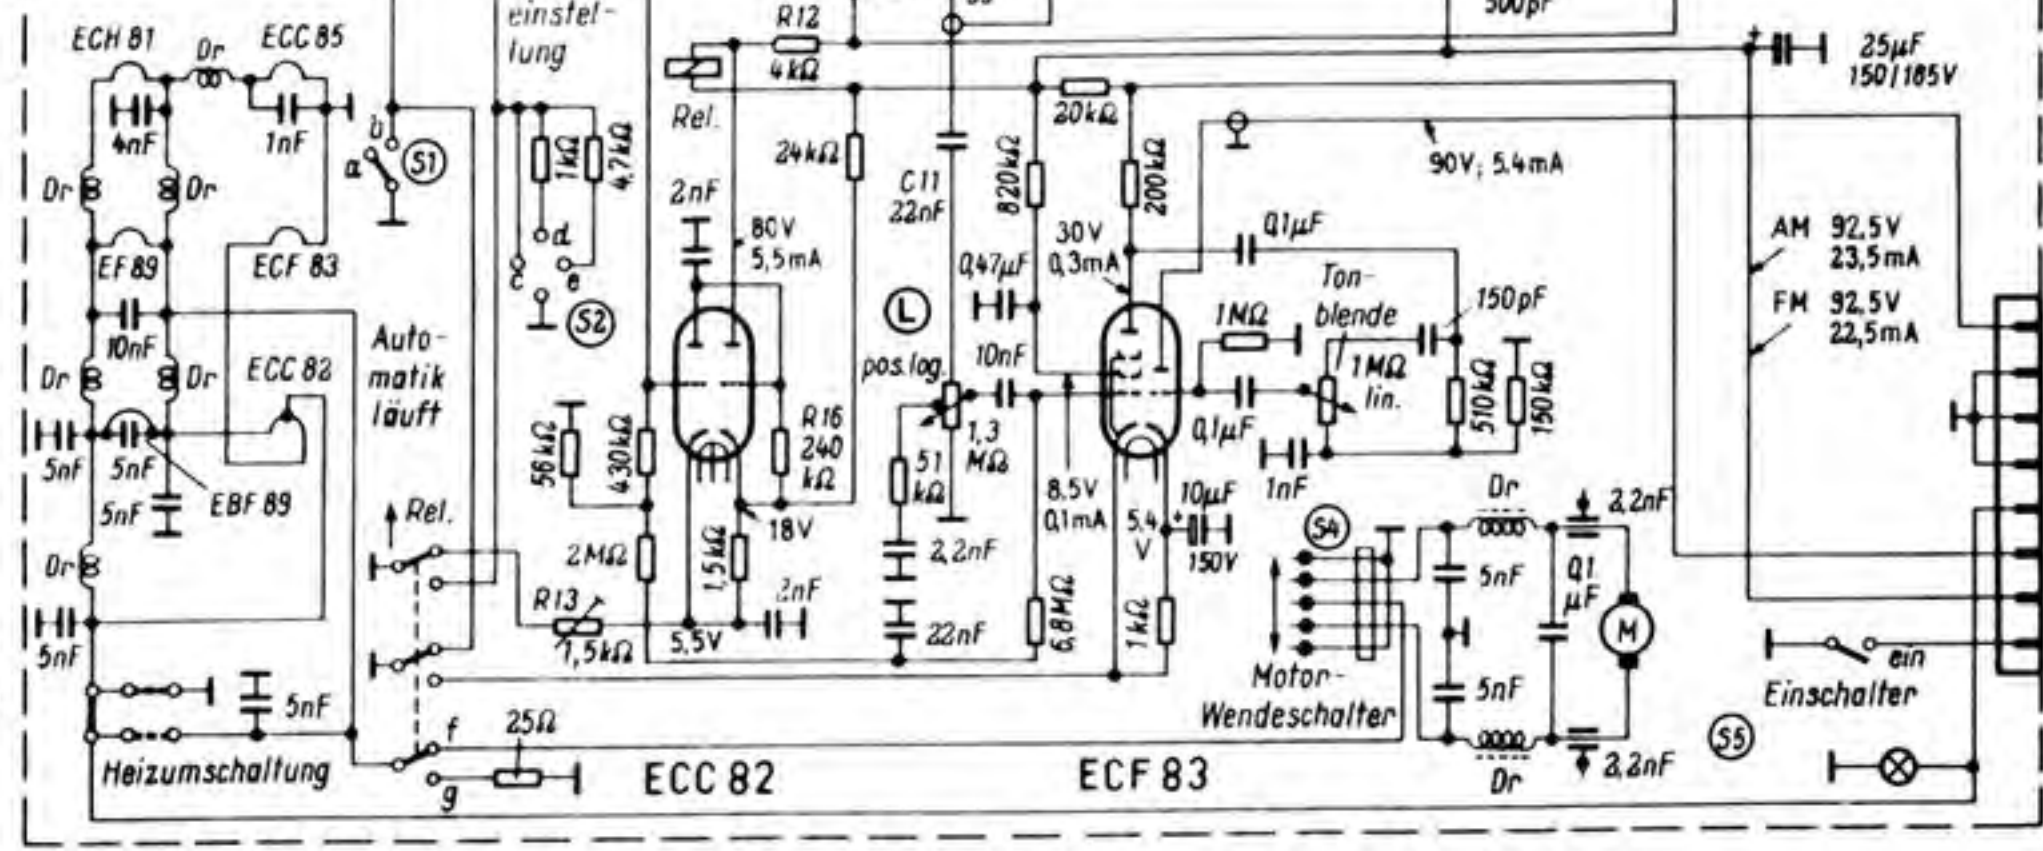 einstel-
lung
ECH 81
Dr
ECC 85
4nF
1nF
Dr
Dr
b
a
S1
EF 89
ECF 83
10nF
Dr
Dr
ECC 82
5nF
5nF
5nF
EBF 89
Dr
5nF
5nF
Heizumschaltung
Auto-
matik
läuft
Rel.
f
g
25Ω
1kΩ
4,7kΩ
d
c
e
S2
R12
4kΩ
Rel.
24kΩ
2nF
80V
5,5mA
56kΩ
430kΩ
R16
240
kΩ
18V
2MΩ
1,5kΩ
R13
1,5kΩ
5,5V
2nF
ECC 82
C11
22nF
L
pos.log.
1,3
MΩ
51
kΩ
2,2nF
22nF
820kΩ
20kΩ
200kΩ
0,47µF
10nF
30V
0,3mA
8.5V
0,1mA
5.4
V
6,8MΩ
1kΩ
10µF
150V
+
ECF 83
0,1µF
90V; 5.4mA
Ton-
blende
150pF
1MΩ
1MΩ
lin.
0,1µF
510kΩ
150kΩ
1nF
S4
Motor-
Wendeschalter
Dr
2,2nF
5nF
0,1
µF
M
5nF
Dr
2,2nF
500pF
+
25µF
150/185V
AM 92,5V
23,5mA
FM 92,5V
22,5mA
ein
Einschalter
S5